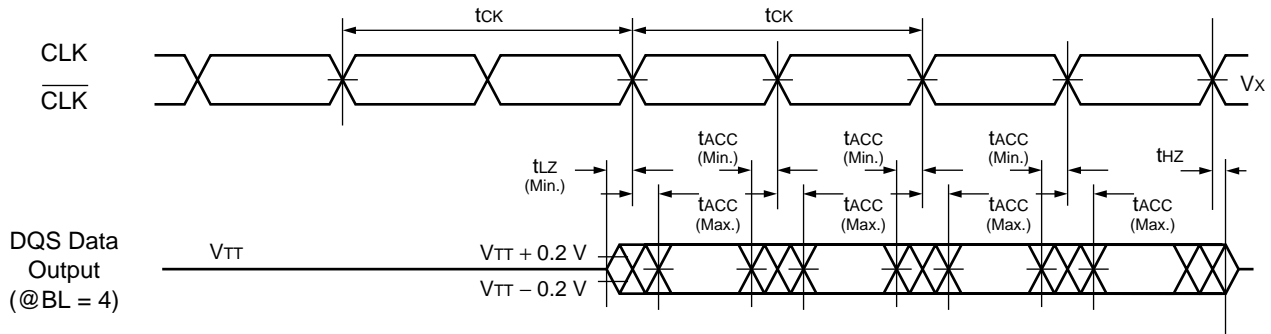 tCK tCK
CLK
CLK
VX
tACC tACC tACC
(Min.) (Min.) (Min.)
tLZ tHZ
(Min.)
tACC tACC tACC tACC
(Max.) (Max.) (Max.) (Max.)
DQS Data
Output
(@BL = 4)
VTT
VTT + 0.2 V
VTT − 0.2 V